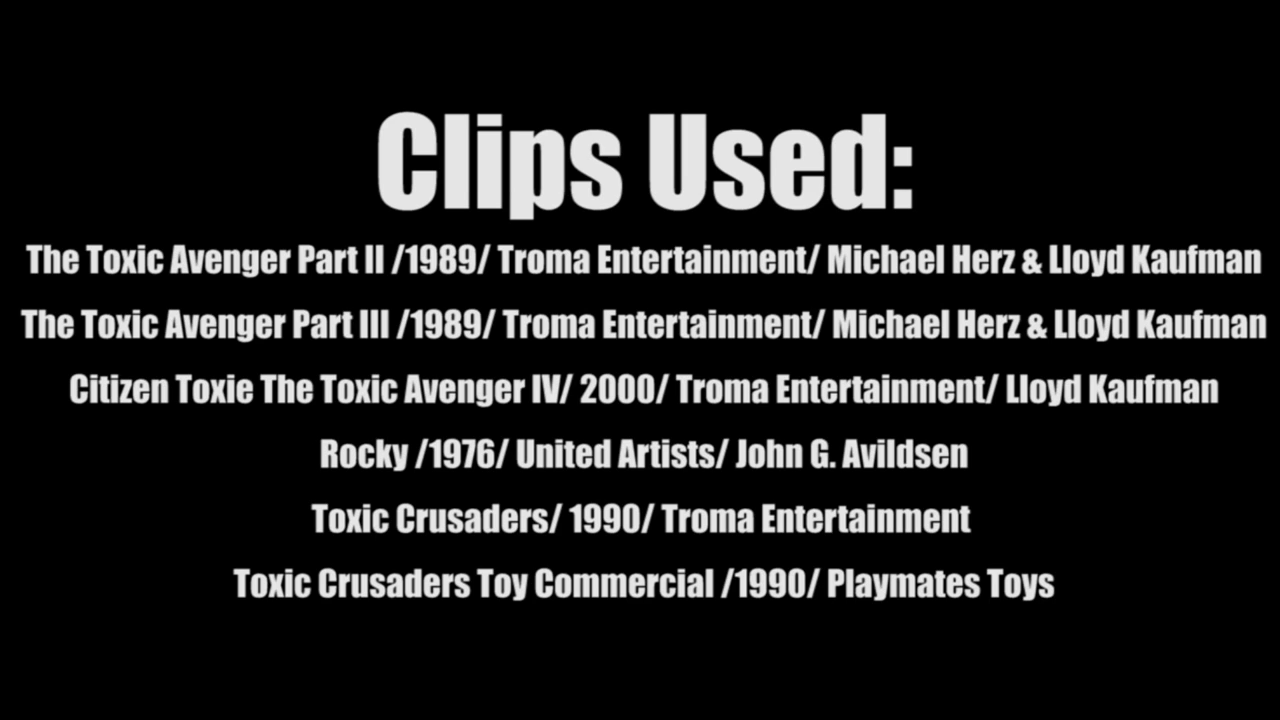 Clips Used:
The Toxic Avenger Part II /1989/ Troma Entertainment/ Michael Herz & Lloyd Kaufman
The Toxic Avenger Part III /1989/ Troma Entertainment/ Michael Herz & Lloyd Kaufman
Citizen Toxie The Toxic Avenger IV/ 2000/ Troma Entertainment/ Lloyd Kaufman
Rocky /1976/ United Artists/ John G. Avildsen
Toxic Crusaders/ 1990/ Troma Entertainment
Toxic Crusaders Toy Commercial /1990/ Playmates Toys